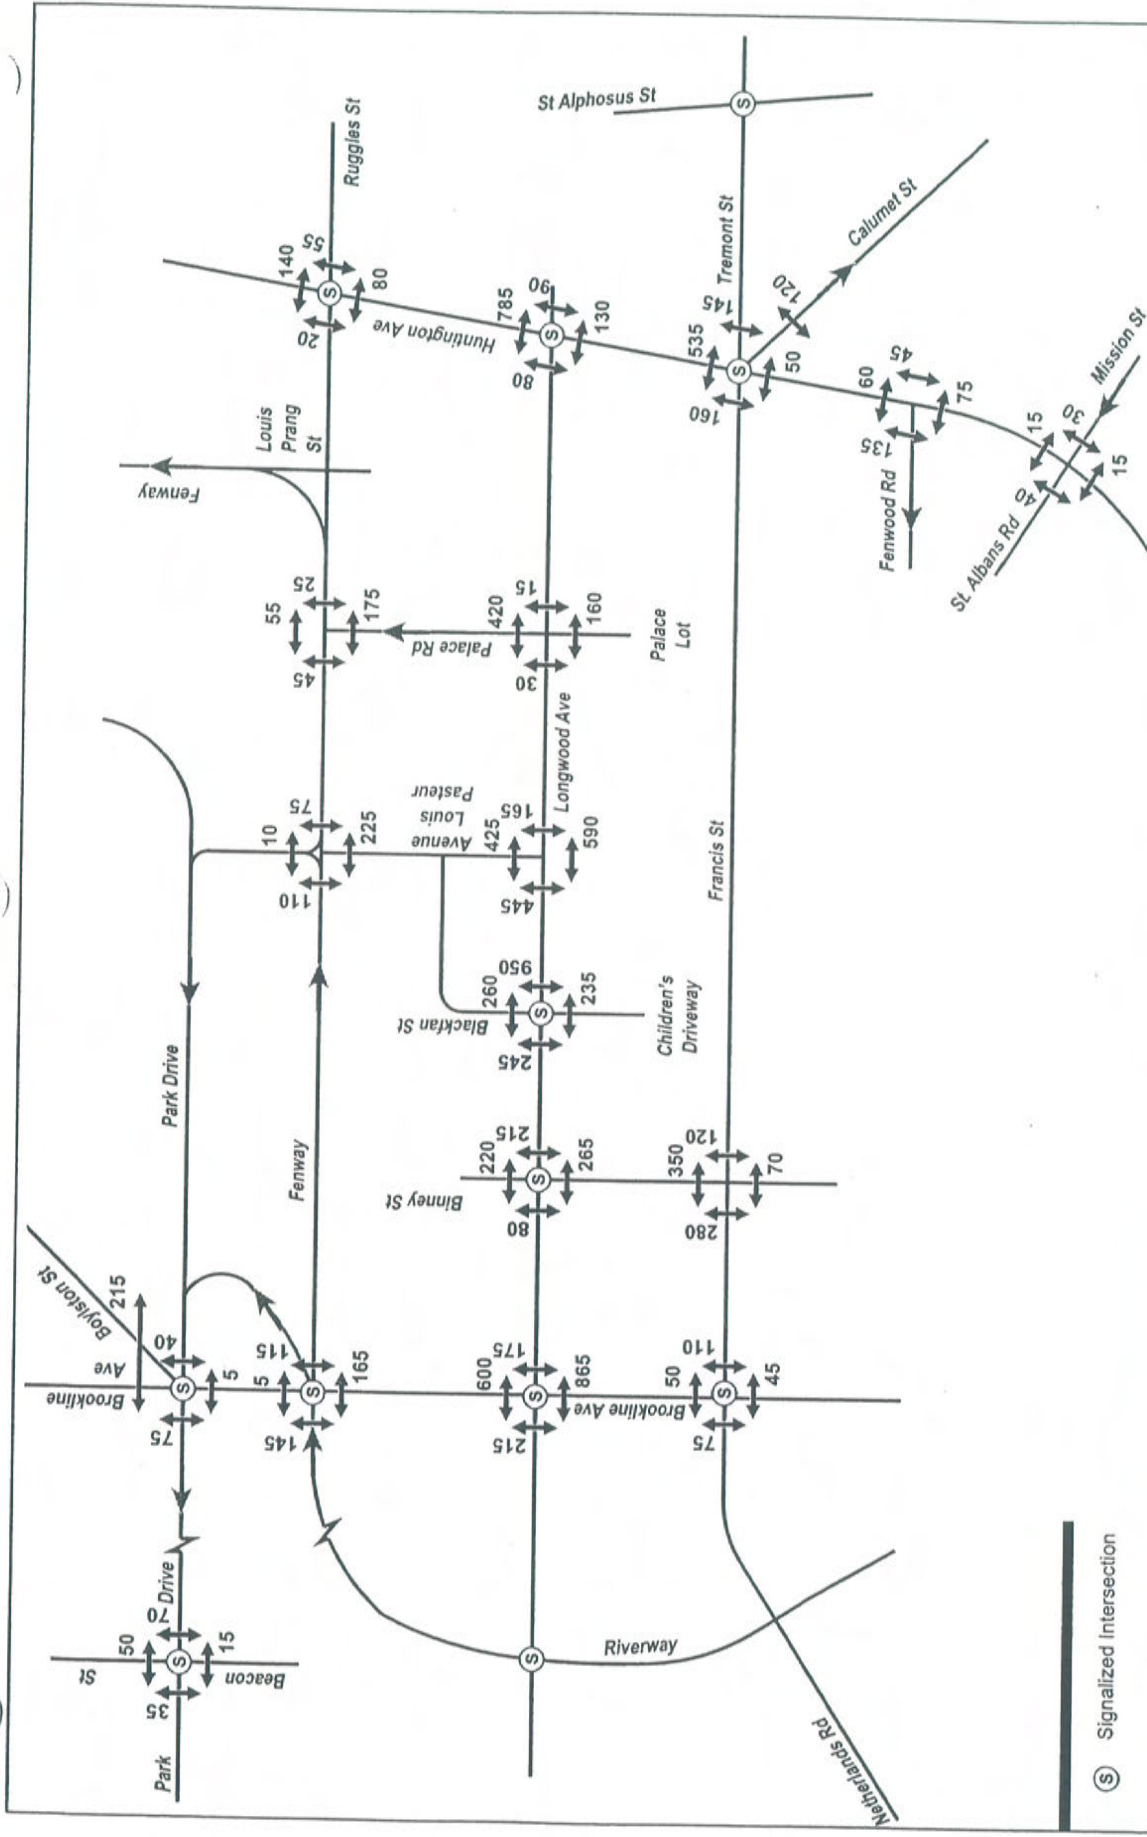 St Alphosus St
Ruggles St
140
55
20
80
Huntington Ave
785
90
80
130
Tremont St
145
535
160
50
120
Calumet St
60
45
135
75
Fenwood Rd
Mission St
15
30
40
15
St. Albans Rd
Louis
Prang
St
Fenway
55
25
45
175
Palace Rd
420
15
30
160
Palace
Lot
Longwood Ave
10
75
110
225
Avenue
Louis
Pasteur
425
165
445
590
Francis St
Park Drive
Fenway
Blackfan St
260
950
245
235
Children's
Driveway
Binney St
220
215
80
265
350
120
280
70
Boylston St
215
Brookline
Ave
40
75
5
5
115
145
165
600
175
215
865
Brookline Ave
50
110
75
45
Park
Drive
50
70
35
15
Beacon
St
Riverway
Netherlands Rd
S
S
S
S
S
S
S
S
S
S
S
S
S Signalized Intersection